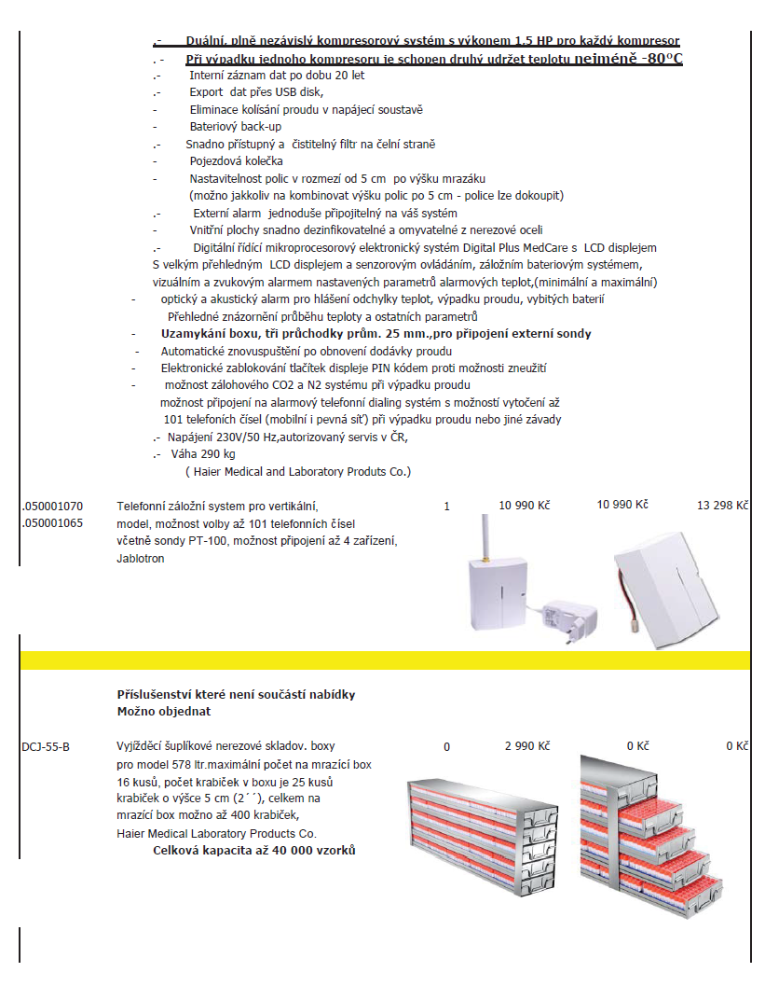 .- Duální, plně nezávislý kompresorový systém s výkonem 1,5 HP pro každý kompresor
. - Při výpadku jednoho kompresoru je schopen druhý udržet teplotu nejméně -80°C
.- Interní záznam dat po dobu 20 let
.- Export dat přes USB disk,
- Eliminace kolísání proudu v napájecí soustavě
- Bateriový back-up
.- Snadno přístupný a čistitelný filtr na čelní straně
- Pojezdová kolečka
- Nastavitelnost polic v rozmezí od 5 cm po výšku mrazáku
(možno jakkoliv na kombinovat výšku polic po 5 cm - police lze dokoupit)
.- Externí alarm jednoduše připojitelný na váš systém
- Vnitřní plochy snadno dezinfikovatelné a omyvatelné z nerezové oceli
.- Digitální řídící mikroprocesorový elektronický systém Digital Plus MedCare s LCD displejem
S velkým přehledným LCD displejem a senzorovým ovládáním, záložním bateriovým systémem,
vizuálním a zvukovým alarmem nastavených parametrů alarmových teplot,(minimální a maximální)
- optický a akustický alarm pro hlášení odchylky teplot, výpadku proudu, vybitých baterií
Přehledné znázornění průběhu teploty a ostatních parametrů
- Uzamykání boxu, tři průchodky prům. 25 mm.,pro připojení externí sondy
- Automatické znovuspuštění po obnovení dodávky proudu
- Elektronické zablokování tlačítek displeje PIN kódem proti možnosti zneužití
- možnost zálohového CO2 a N2 systému při výpadku proudu
možnost připojení na alarmový telefonní dialing systém s možností vytočení až
101 telefoních čísel (mobilní i pevná síť) při výpadku proudu nebo jiné závady
.- Napájení 230V/50 Hz,autorizovaný servis v ČR,
.- Váha 290 kg
( Haier Medical and Laboratory Produts Co.)
.050001070 Telefonní záložní system pro vertikální, 1 10 990 Kč 10 990 Kč 13 298 Kč
.050001065 model, možnost volby až 101 telefonních čísel
včetně sondy PT-100, možnost připojení až 4 zařízení,
Jablotron
Příslušenství které není součástí nabídky
Možno objednat
DCJ-55-B Vyjíždécí šuplíkové nerezové skladov. boxy 0 2 990 Kč 0 Kč 0 Kč
pro model 578 ltr.maximální počet na mrazící box
16 kusů, počet krabiček v boxu je 25 kusů
krabiček o výšce 5 cm (2´´), celkem na
mrazící box možno až 400 krabiček,
Haier Medical Laboratory Products Co.
Celková kapacita až 40 000 vzorků